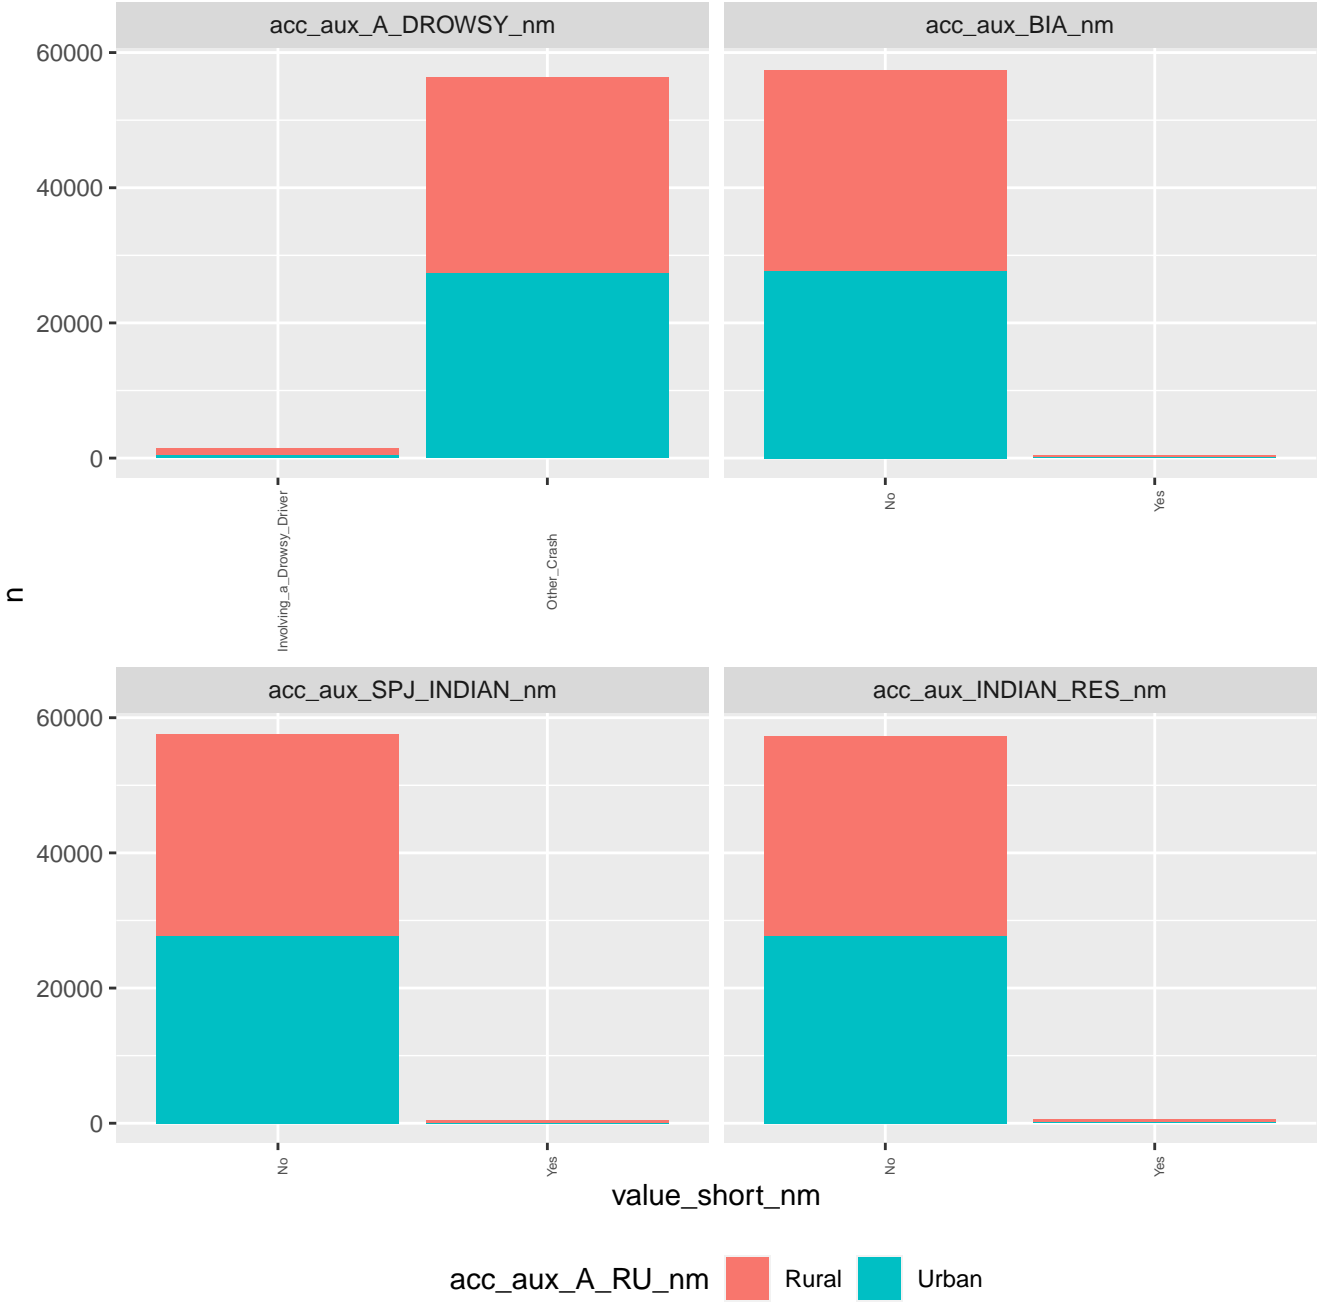 acc_aux_A_DROWSY_nm
acc_aux_BIA_nm
60000
40000
20000
0
Involving_a_Drowsy_Driver
Other_Crash
No
Yes
n
acc_aux_SPJ_INDIAN_nm
acc_aux_INDIAN_RES_nm
60000
40000
20000
0
No
Yes
No
Yes
value_short_nm
acc_aux_A_RU_nm Rural Urban